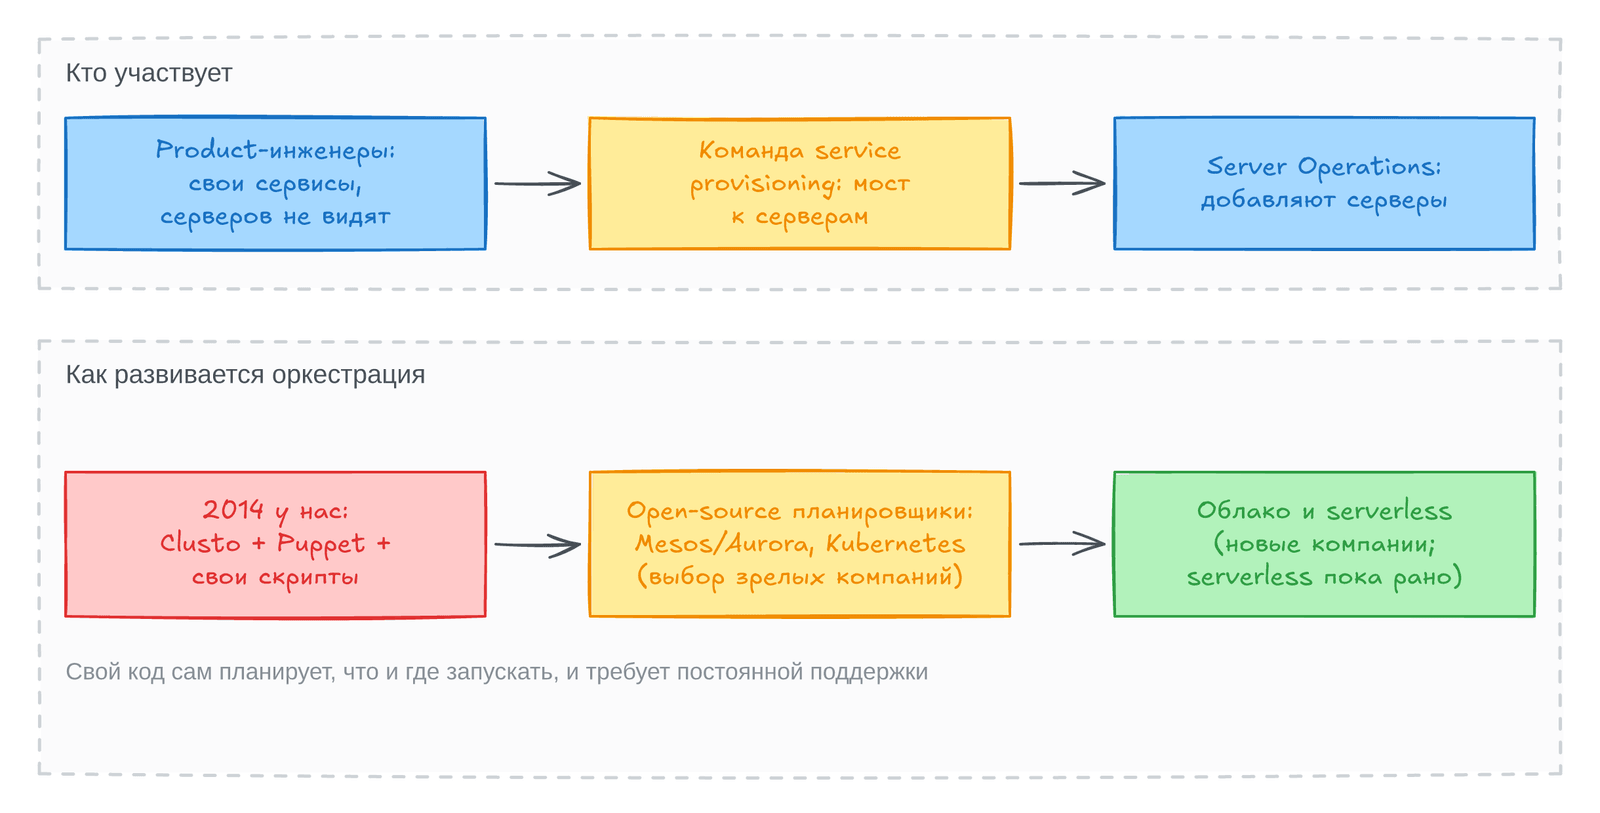 Кто участвует
Product-инженеры:
свои сервисы,
серверов не видят
Команда service
provisioning: мост
к серверам
Server Operations:
добавляют серверы
Как развивается оркестрация
2014 у нас:
Clusto + Puppet +
свои скрипты
Open-source планировщики:
Mesos/Aurora, Kubernetes
(выбор зрелых компаний)
Облако и serverless
(новые компании;
serverless пока рано)
Свой код сам планирует, что и где запускать, и требует постоянной поддержки